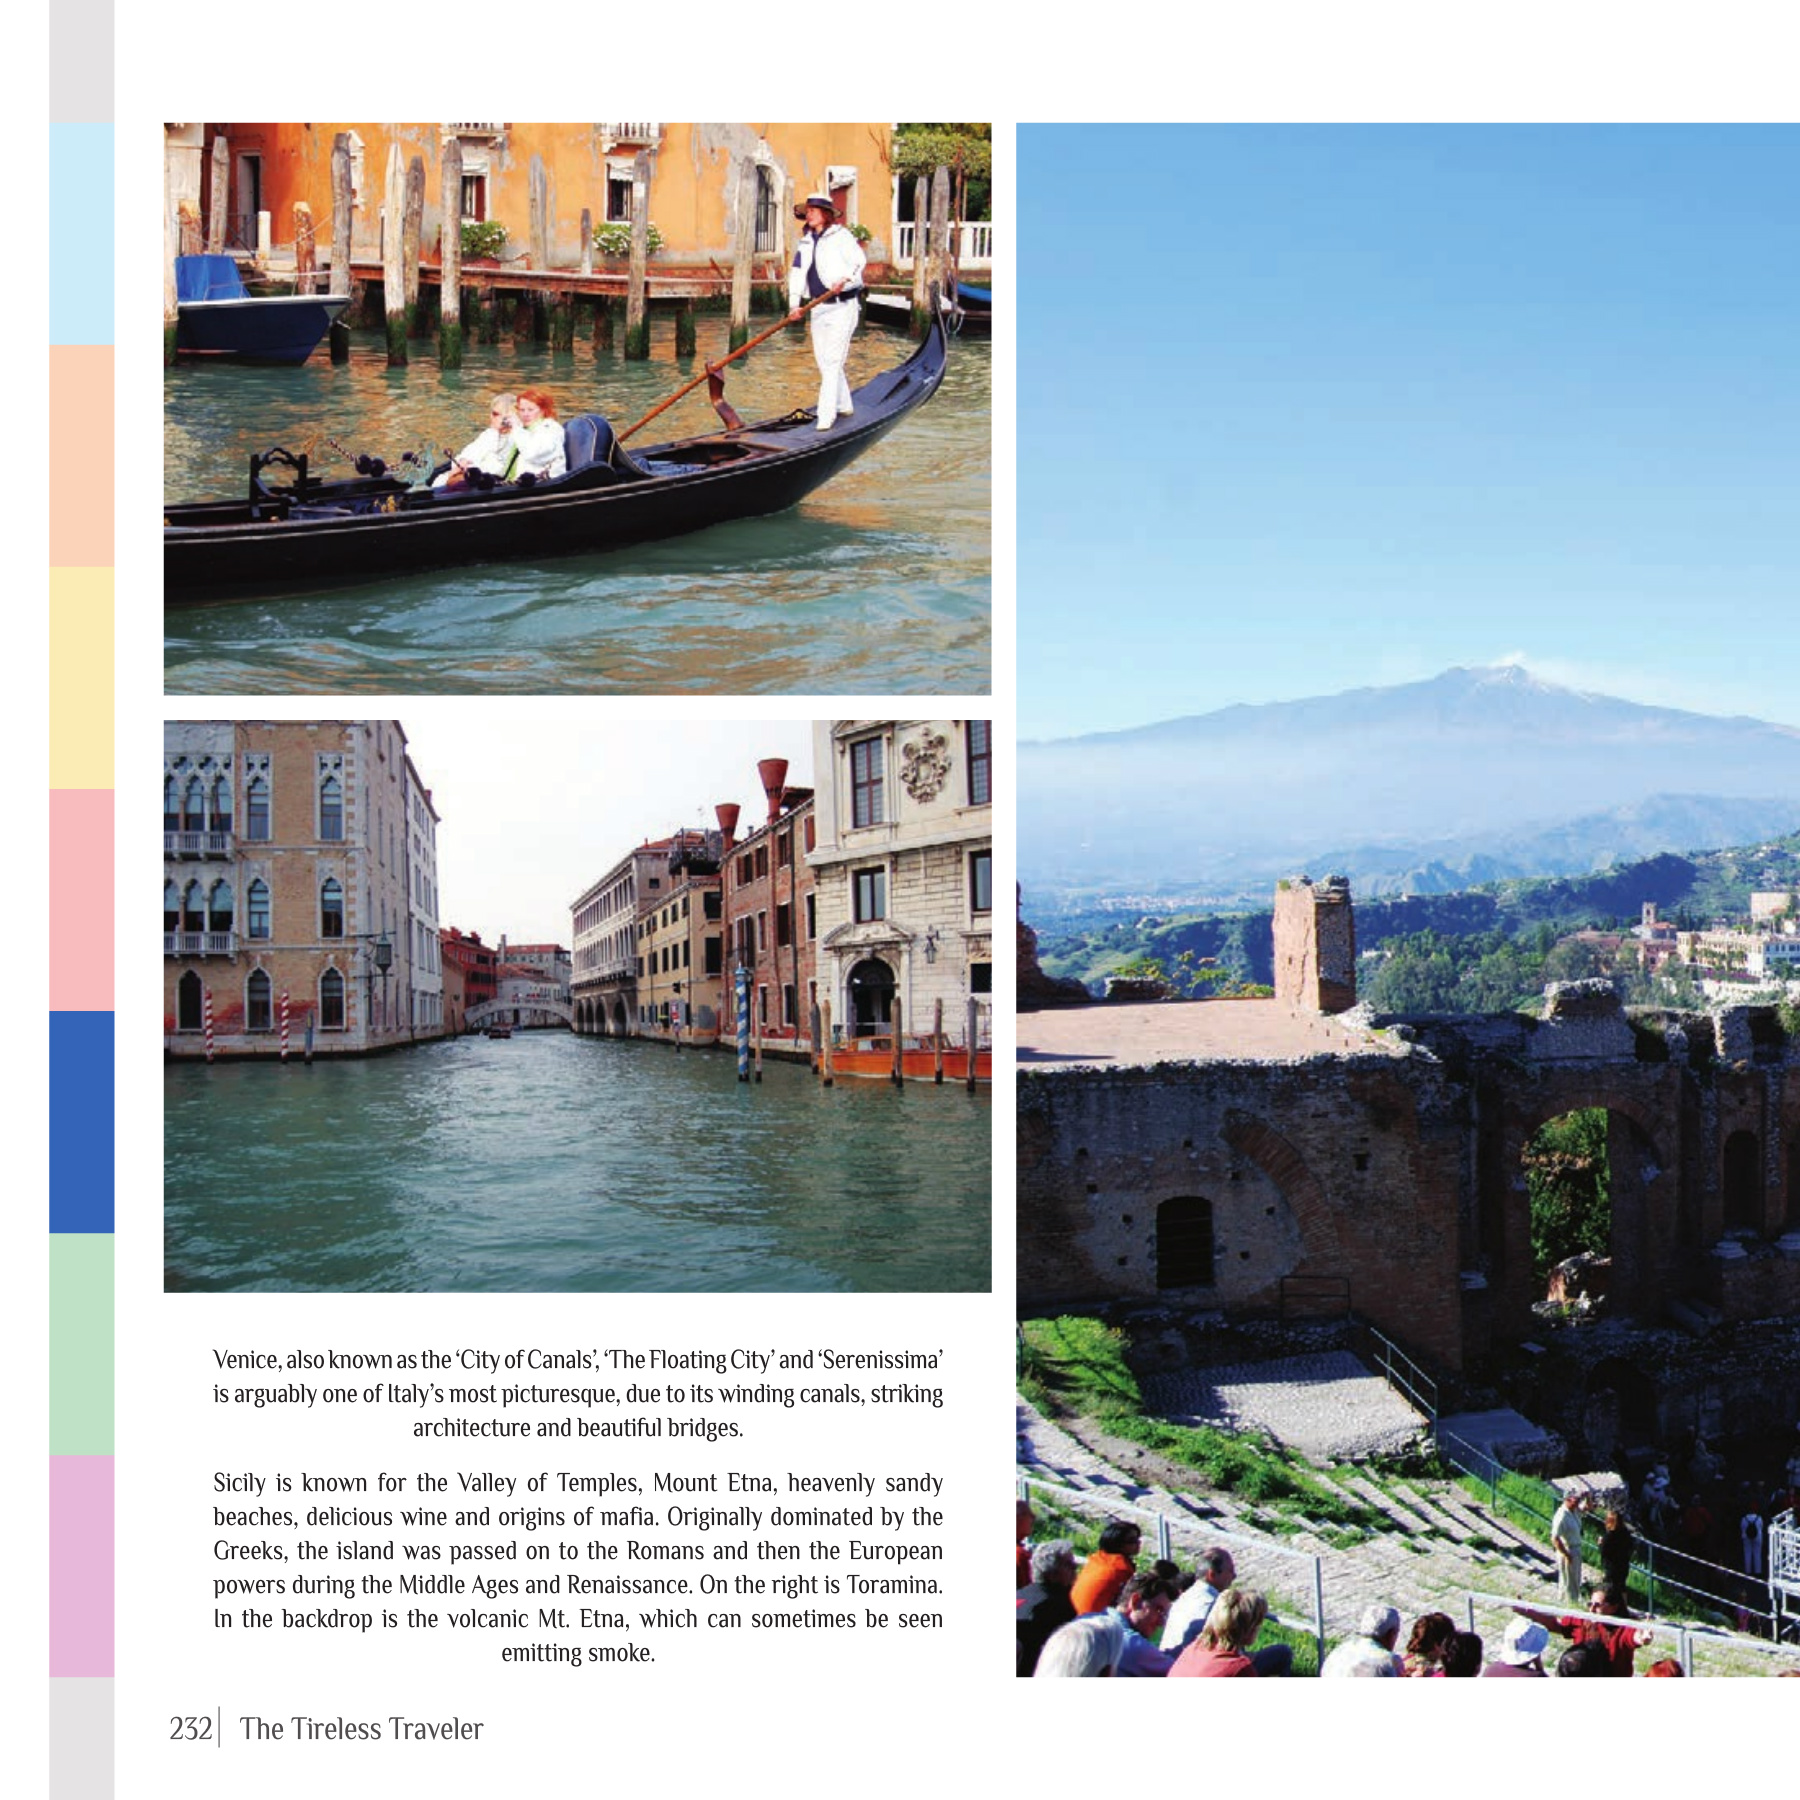 Venice, also known as the ‘City of Canals’, ‘The Floating City’ and ‘Serenissima’
is arguably one of Italy’s most picturesque, due to its winding canals, striking
architecture and beautiful bridges.
Sicily is known for the Valley of Temples, Mount Etna, heavenly sandy
beaches, delicious wine and origins of mafia. Originally dominated by the
Greeks, the island was passed on to the Romans and then the European
powers during the Middle Ages and Renaissance. On the right is Toramina.
In the backdrop is the volcanic Mt. Etna, which can sometimes be seen
emitting smoke.
232 The Tireless Traveler